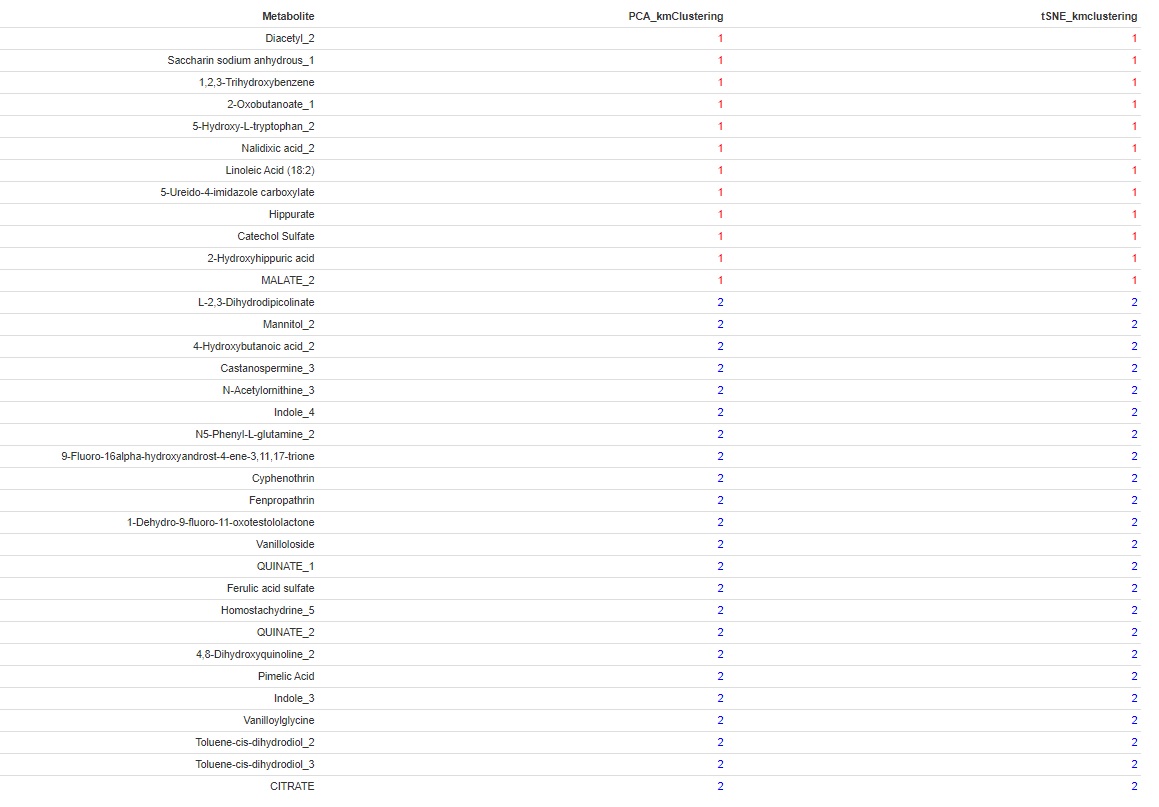 Metabolite PCA_kmClustering tSNE_kmclustering
Diacetyl_2 1 1
Saccharin sodium anhydrous_1 1 1
1,2,3-Trihydroxybenzene 1 1
2-Oxobutanoate_1 1 1
5-Hydroxy-L-tryptophan_2 1 1
Nalidixic acid_2 1 1
Linoleic Acid (18:2) 1 1
5-Ureido-4-imidazole carboxylate 1 1
Hippurate 1 1
Catechol Sulfate 1 1
2-Hydroxyhippuric acid 1 1
MALATE_2 1 1
L-2,3-Dihydrodipicolinate 2 2
Mannitol_2 2 2
4-Hydroxybutanoic acid_2 2 2
Castanospermine_3 2 2
N-Acetylornithine_3 2 2
Indole_4 2 2
N5-Phenyl-L-glutamine_2 2 2
9-Fluoro-16alpha-hydroxyandrost-4-ene-3,11,17-trione 2 2
Cyphenothrin 2 2
Fenpropathrin 2 2
1-Dehydro-9-fluoro-11-oxotestololactone 2 2
Vanilloloside 2 2
QUINATE_1 2 2
Ferulic acid sulfate 2 2
Homostachydrine_5 2 2
QUINATE_2 2 2
4,8-Dihydroxyquinoline_2 2 2
Pimelic Acid 2 2
Indole_3 2 2
Vanilloylglycine 2 2
Toluene-cis-dihydrodiol_2 2 2
Toluene-cis-dihydrodiol_3 2 2
CITRATE 2 2